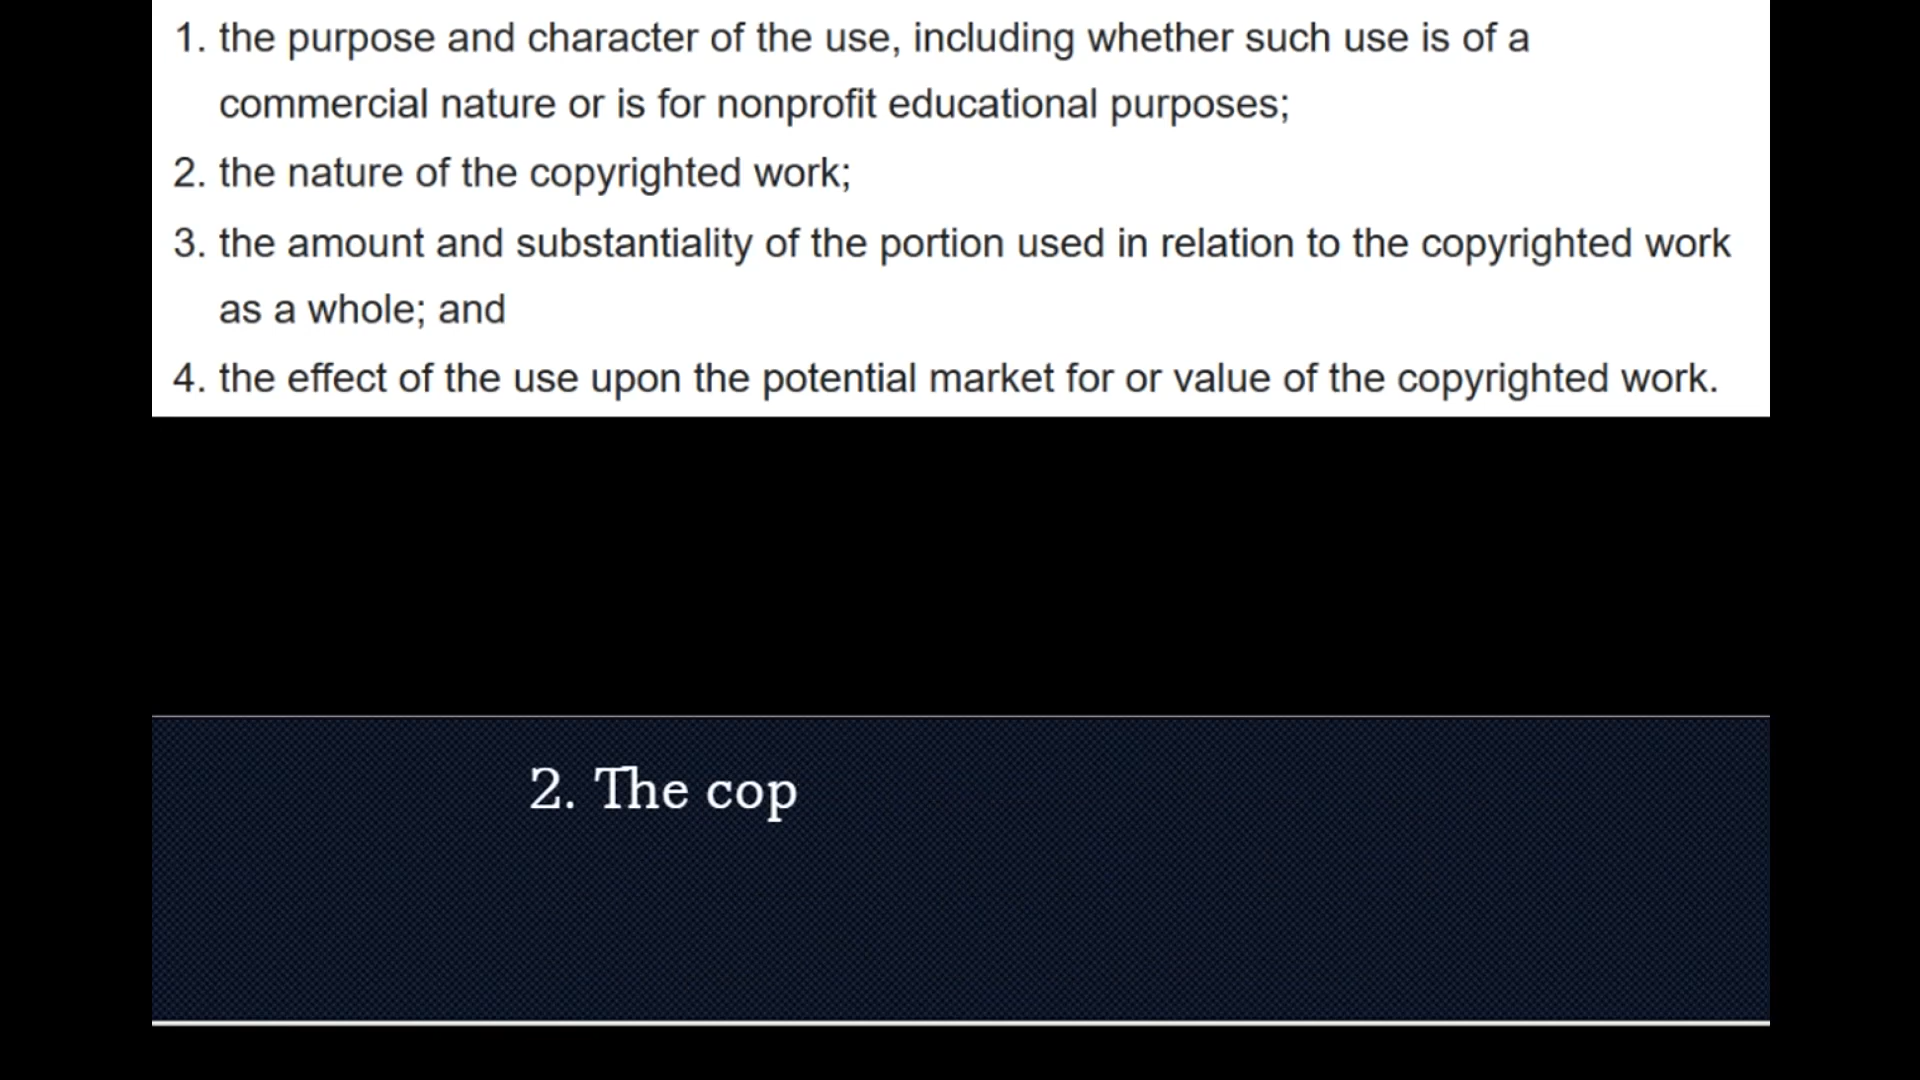 1. the purpose and character of the use, including whether such use is of a
commercial nature or is for nonprofit educational purposes;
2. the nature of the copyrighted work;
3. the amount and substantiality of the portion used in relation to the copyrighted work
as a whole; and
4. the effect of the use upon the potential market for or value of the copyrighted work.
2. The cop